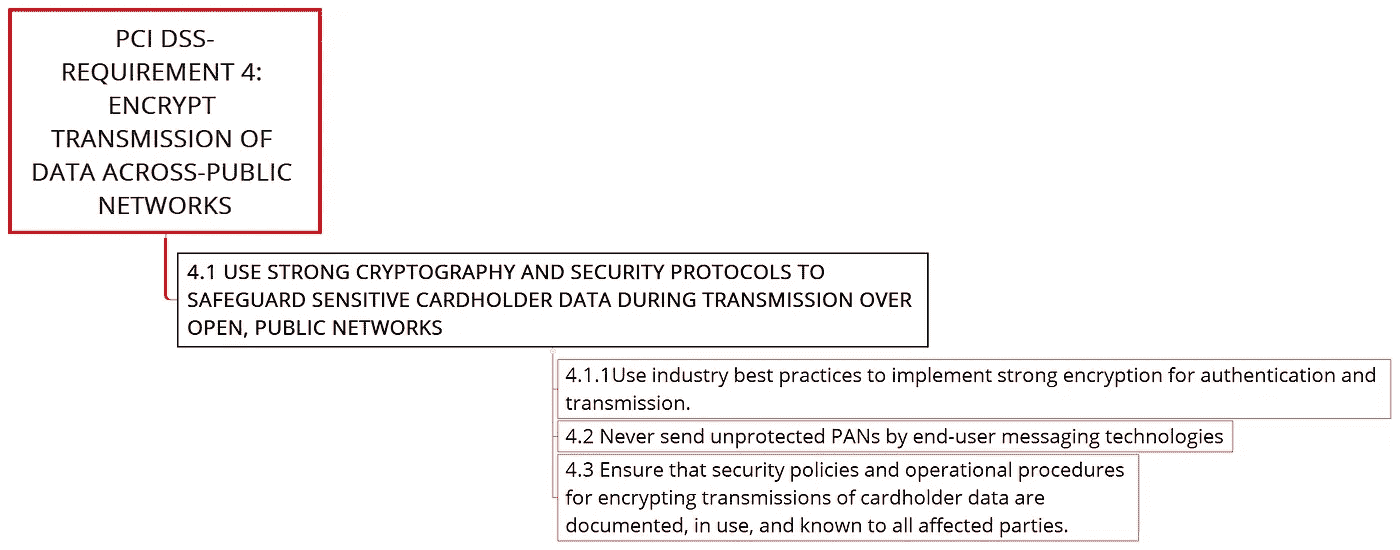 PCI DSS-
REQUIREMENT 4:
ENCRYPT
TRANSMISSION OF
DATA ACROSS-PUBLIC
NETWORKS
4.1 USE STRONG CRYPTOGRAPHY AND SECURITY PROTOCOLS TO
SAFEGUARD SENSITIVE CARDHOLDER DATA DURING TRANSMISSION OVER
OPEN, PUBLIC NETWORKS
4.1.1Use industry best practices to implement strong encryption for authentication and
transmission.
4.2 Never send unprotected PANs by end-user messaging technologies
4.3 Ensure that security policies and operational procedures
for encrypting transmissions of cardholder data are
documented, in use, and known to all affected parties.